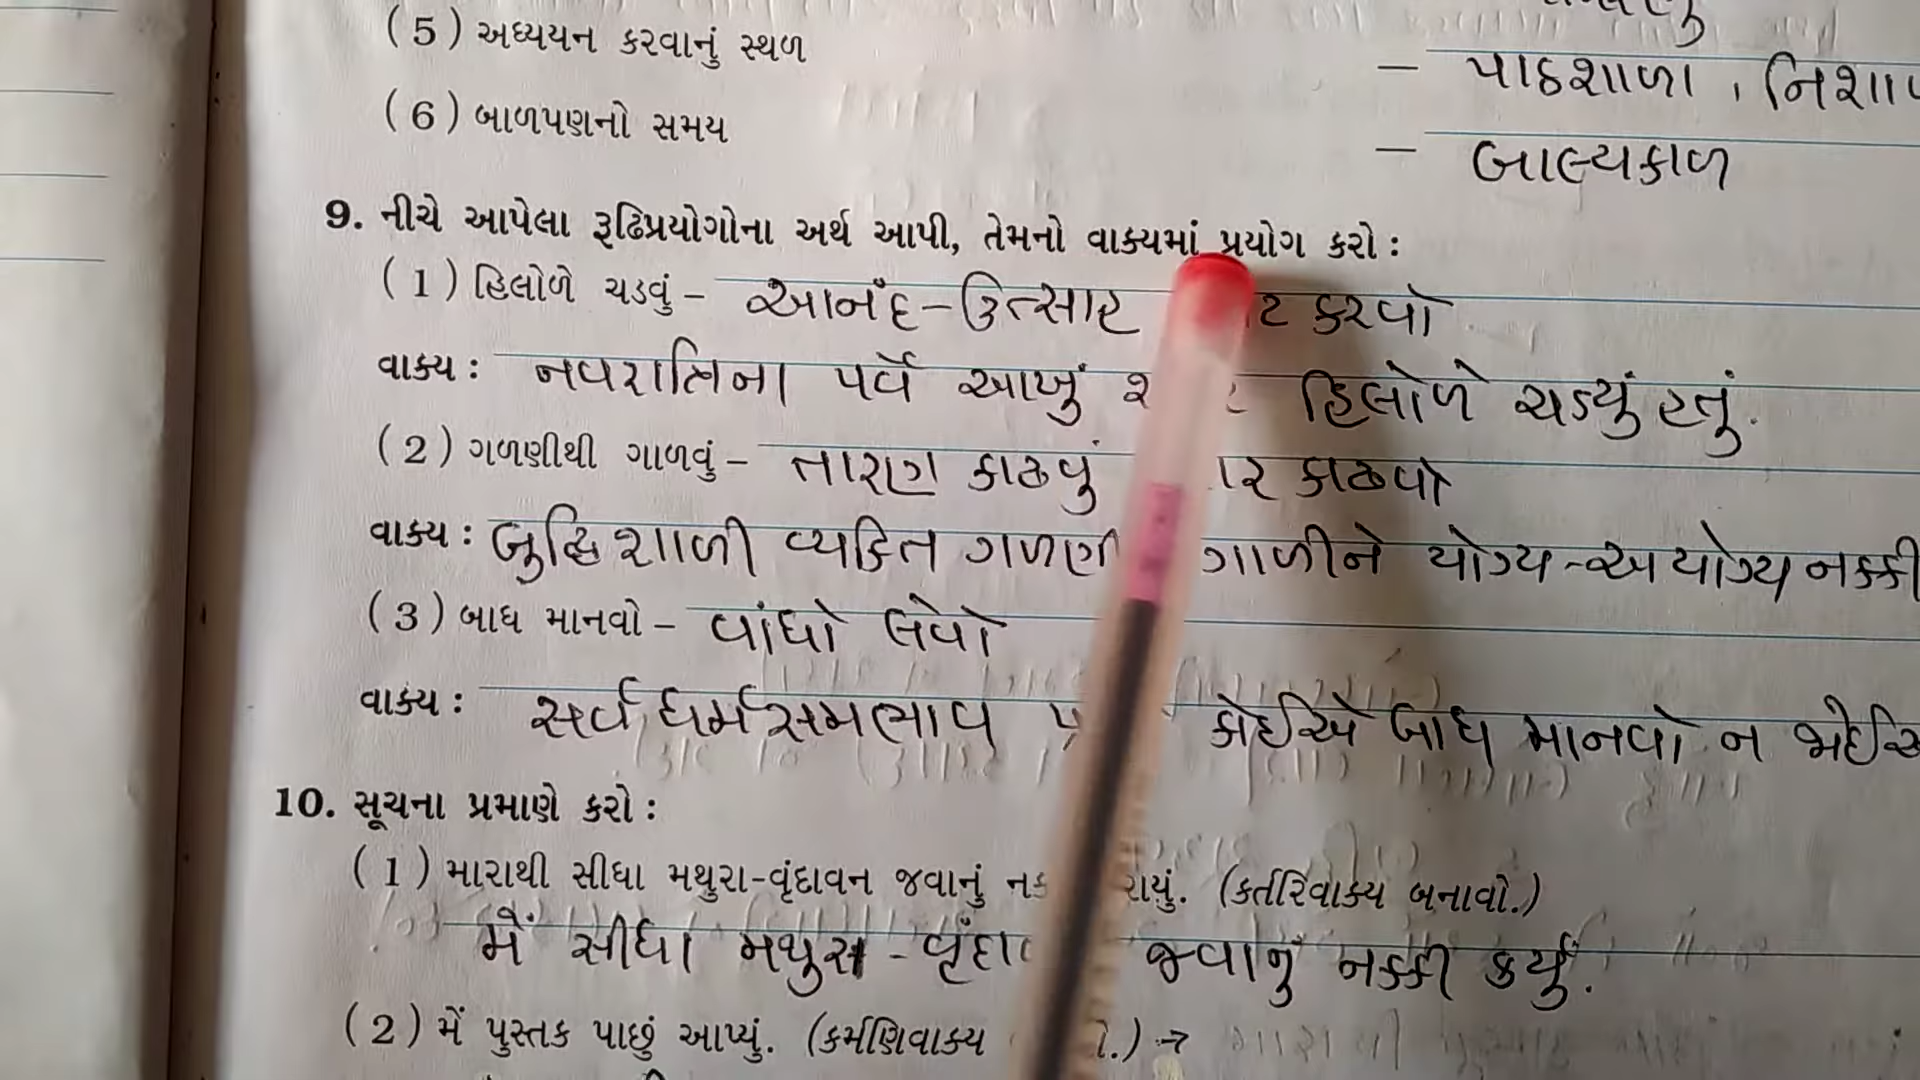 (5) અધ્યયન કરવાનું સ્થળ – પાઠશાળા, નિશા
(6) બાળપણનો સમય – બાલ્યકાળ
9. નીચે આપેલા રૂઢિપ્રયોગોના અર્થ આપી, તેમનો વાક્યમાં પ્રયોગ કરો :
(1) હિલોળે ચડવું – આનંદ-ઉત્સાહ કરવો
વાક્ય : નવરાત્રિના પર્વે આખું હિલોળે ચડ્યું હતું.
(2) ગળણીથી ગાળવું – તારણ કાઢવું કાઢવો
વાક્ય : બુદ્ધિશાળી વ્યકિત ગળણી ગાળીને યોગ્ય-અયોગ્ય નક્કી
(3) બાધ માનવો – વાંધો લેવો
વાક્ય : સર્વધર્મસમભાવ કોઈએ બાધ માનવો ન જોઈએ
10. સૂચના પ્રમાણે કરો :
(1) મારાથી સીધા મથુરા-વૃંદાવન જવાનું (કર્તરિવાક્ય બનાવો.)
મેં સીધા મથુરા - વૃંદા જવાનું નક્કી કર્યું.
(2) મેં પુસ્તક પાછું આપ્યું. (કર્મણિવાક્ય